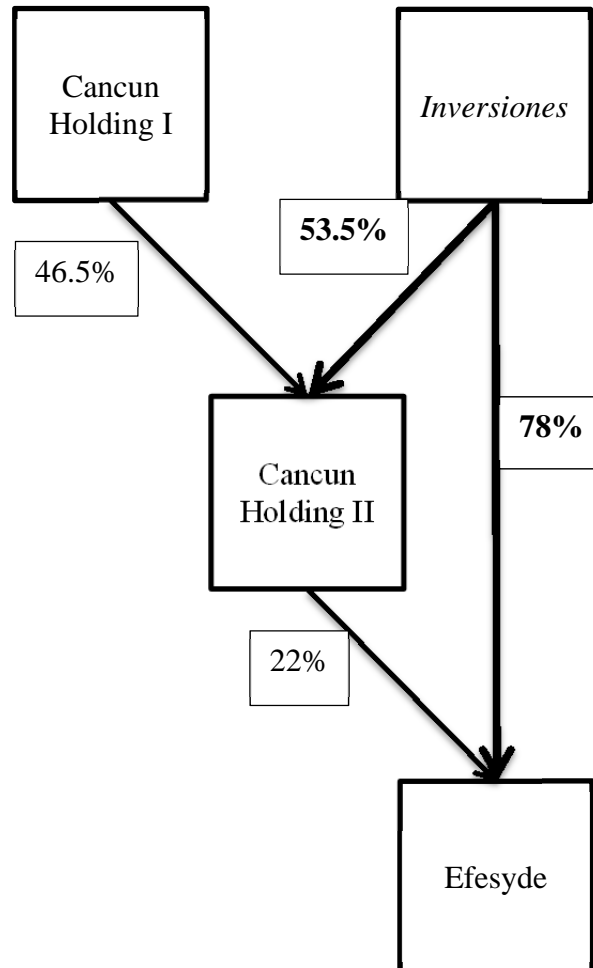 Cancun
Holding I
Inversiones
53.5%
46.5%
78%
Cancun
Holding II
22%
Efesyde